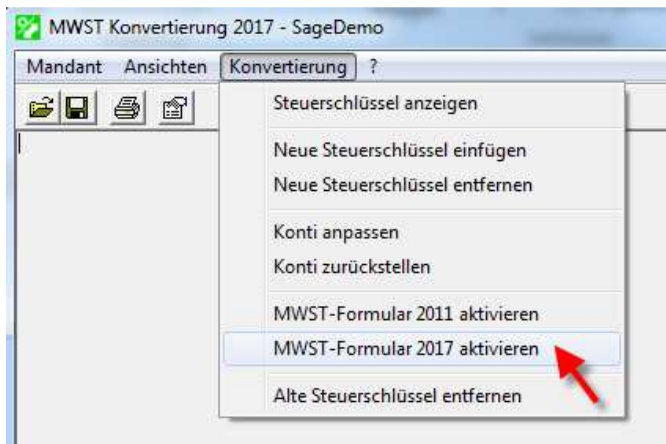 MWST Konvertierung 2017 - SageDemo
Mandant Ansichten Konvertierung ?
Steuerschlüssel anzeigen
Neue Steuerschlüssel einfügen
Neue Steuerschlüssel entfernen
Konti anpassen
Konti zurückstellen
MWST-Formular 2011 aktivieren
MWST-Formular 2017 aktivieren
Alte Steuerschlüssel entfernen